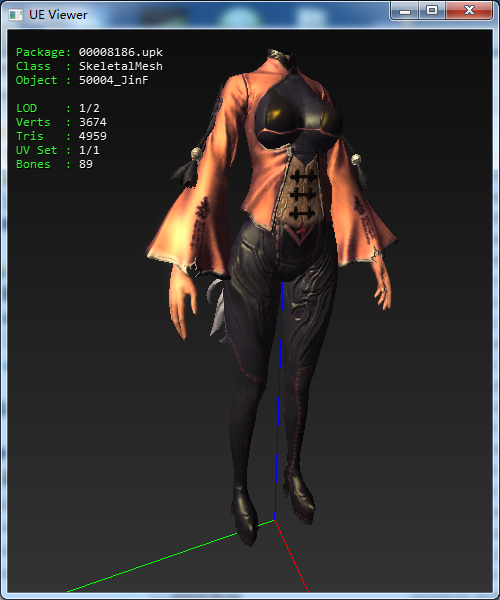 UE Viewer
Package: 00008186.upk
Class  : SkeletalMesh
Object : 50004_JinF
LOD    : 1/2
Verts  : 3674
Tris   : 4959
UV Set : 1/1
Bones  : 89